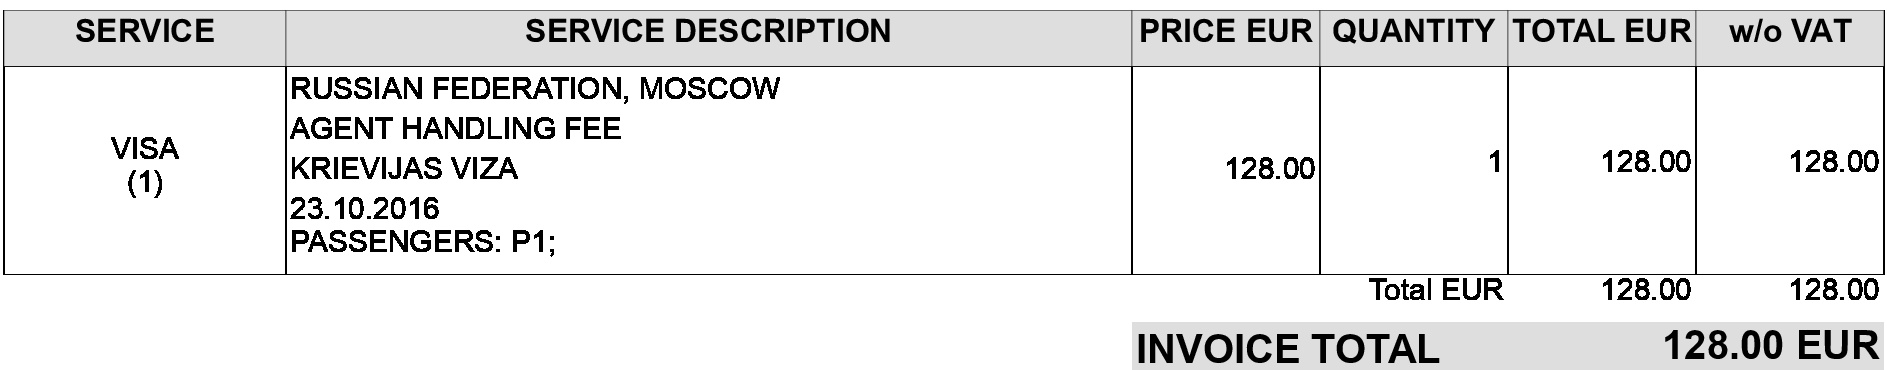 SERVICE SERVICE DESCRIPTION PRICE EUR QUANTITY TOTAL EUR w/o VAT
VISA
(1)
RUSSIAN FEDERATION, MOSCOW
AGENT HANDLING FEE
KRIEVIJAS VIZA
23.10.2016
PASSENGERS: P1;
128.00 1 128.00 128.00
Total EUR 128.00 128.00
INVOICE TOTAL 128.00 EUR